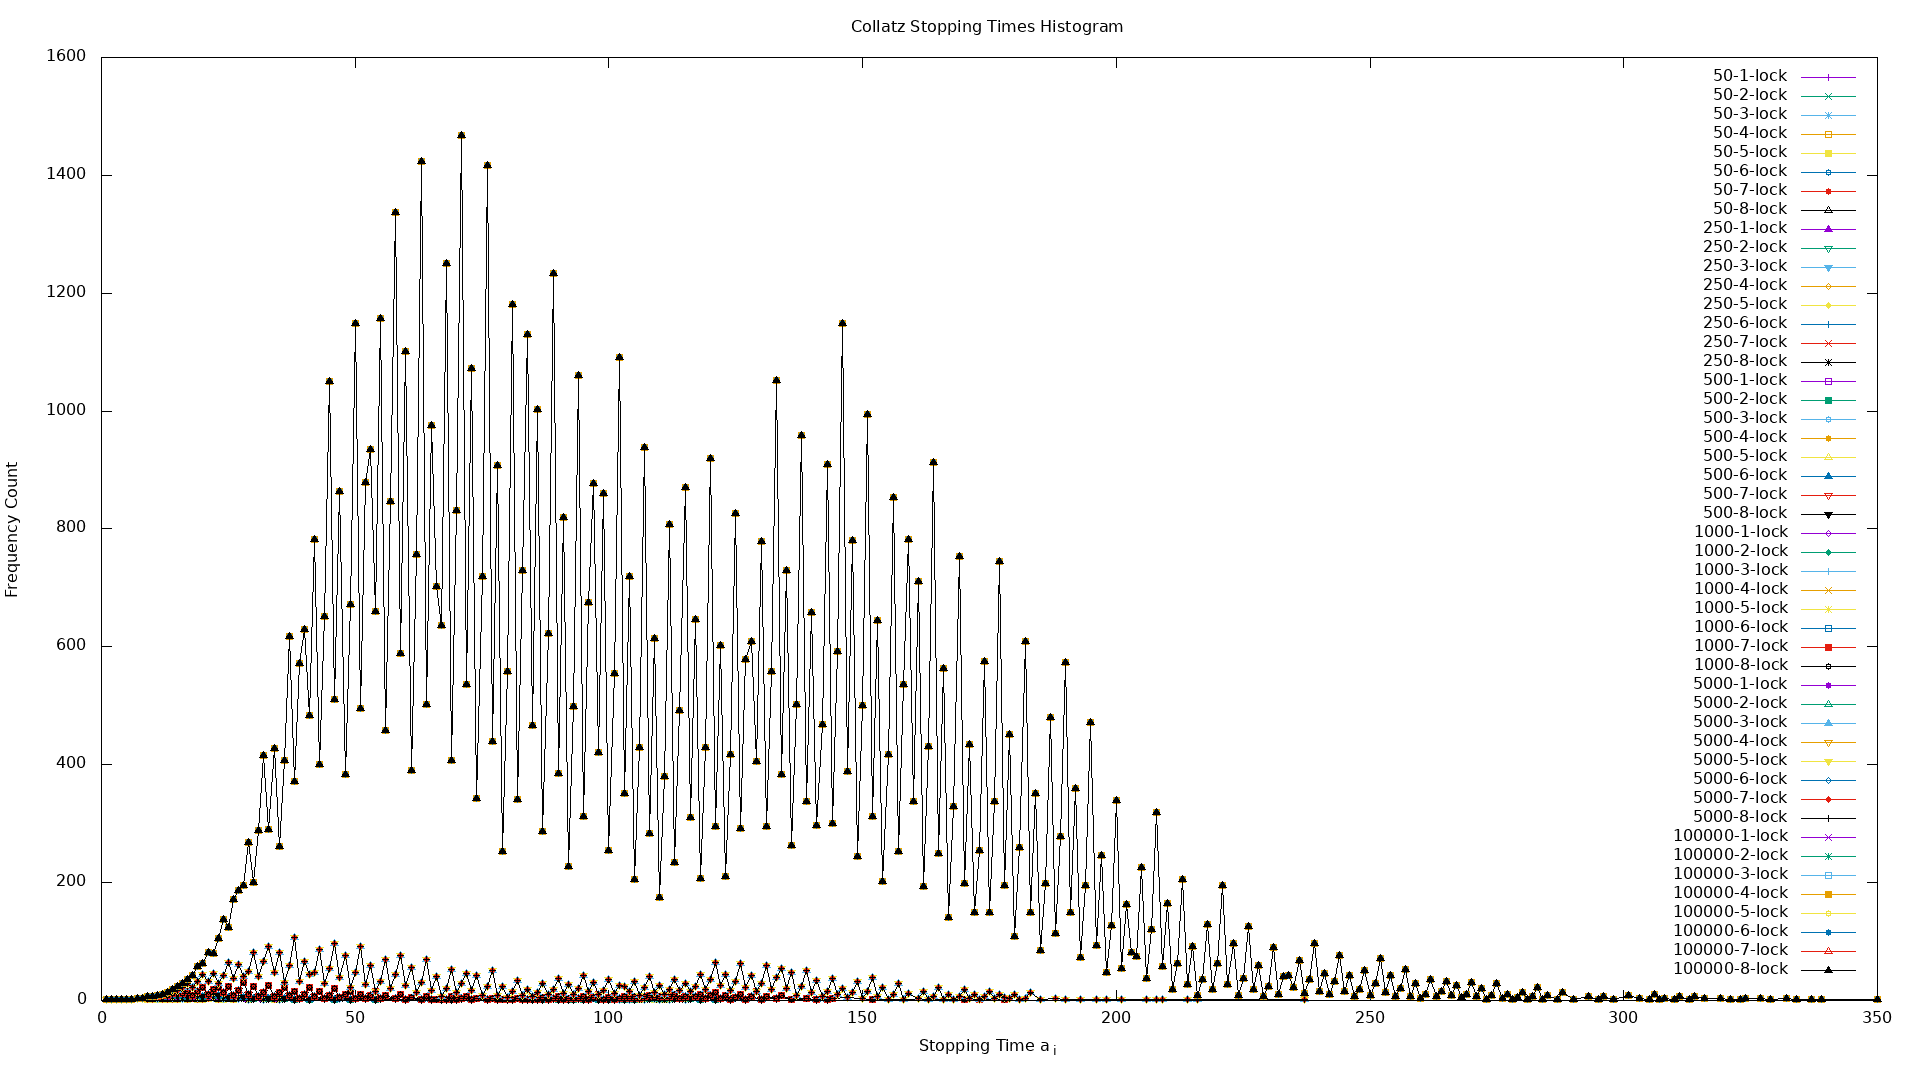 Collatz Stopping Times Histogram
1600
1400
1200
1000
800
600
400
200
0
Frequency Count
0 50 100 150 200 250 300 350
Stopping Time a i
50-1-lock
50-2-lock
50-3-lock
50-4-lock
50-5-lock
50-6-lock
50-7-lock
50-8-lock
250-1-lock
250-2-lock
250-3-lock
250-4-lock
250-5-lock
250-6-lock
250-7-lock
250-8-lock
500-1-lock
500-2-lock
500-3-lock
500-4-lock
500-5-lock
500-6-lock
500-7-lock
500-8-lock
1000-1-lock
1000-2-lock
1000-3-lock
1000-4-lock
1000-5-lock
1000-6-lock
1000-7-lock
1000-8-lock
5000-1-lock
5000-2-lock
5000-3-lock
5000-4-lock
5000-5-lock
5000-6-lock
5000-7-lock
5000-8-lock
100000-1-lock
100000-2-lock
100000-3-lock
100000-4-lock
100000-5-lock
100000-6-lock
100000-7-lock
100000-8-lock